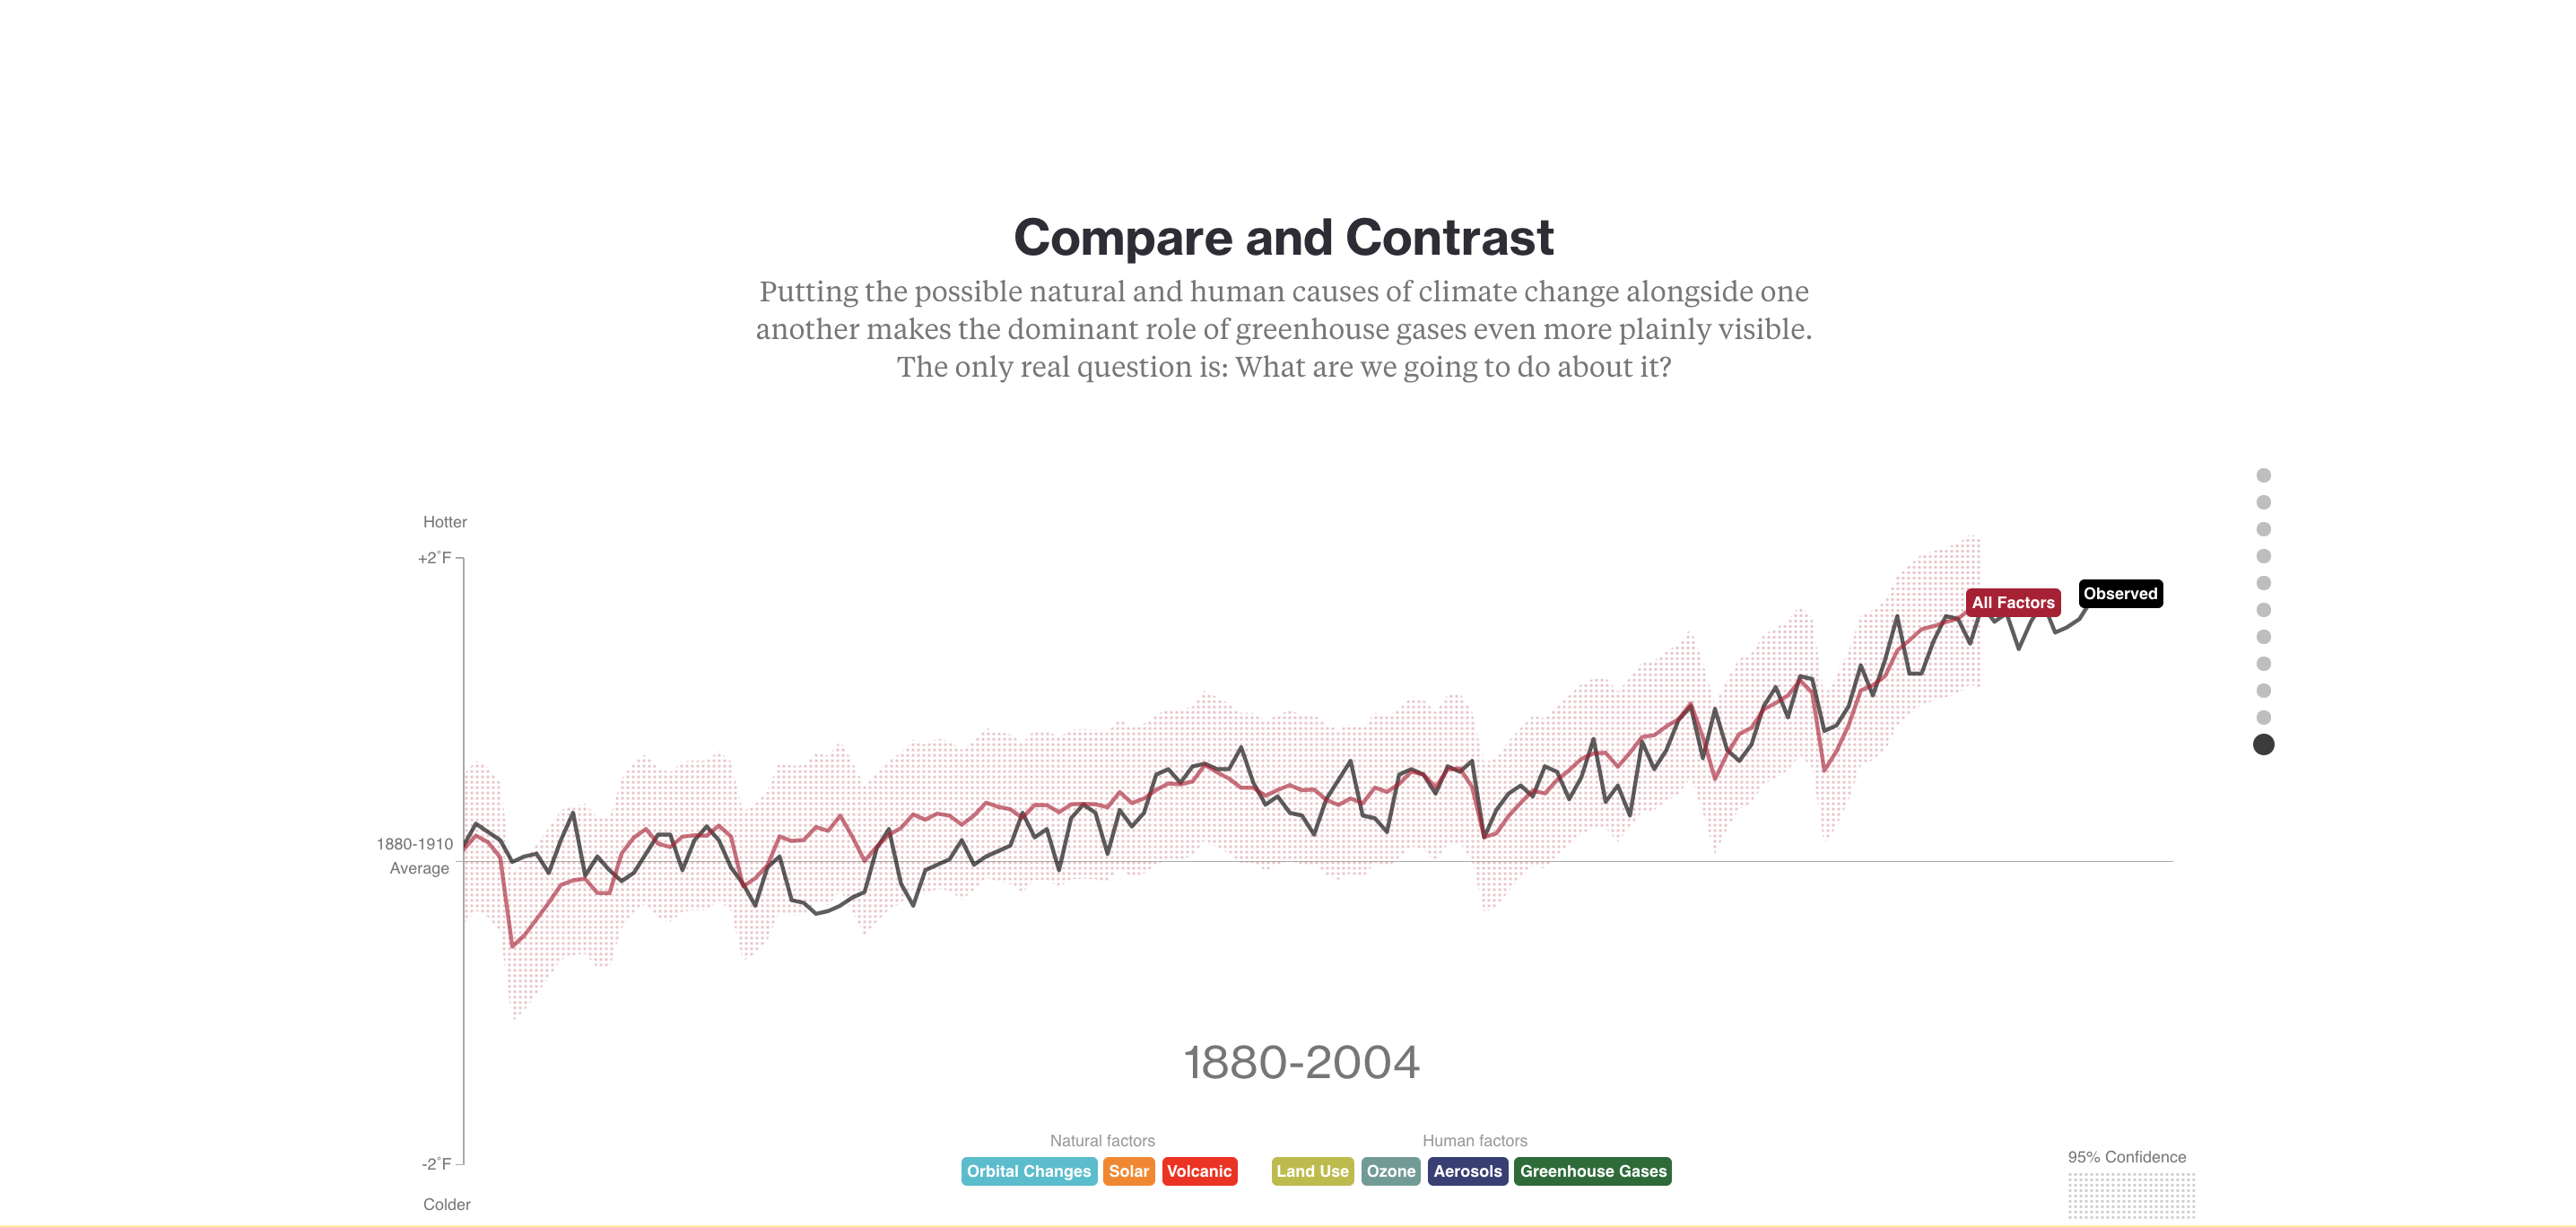 Compare and Contrast
Putting the possible natural and human causes of climate change alongside one
another makes the dominant role of greenhouse gases even more plainly visible.
The only real question is: What are we going to do about it?
Hotter
+2°F
All Factors
Observed
1880-1910
Average
1880-2004
Natural factors
Human factors
Orbital Changes
Solar
Volcanic
Land Use
Ozone
Aerosols
Greenhouse Gases
-2°F
Colder
95% Confidence